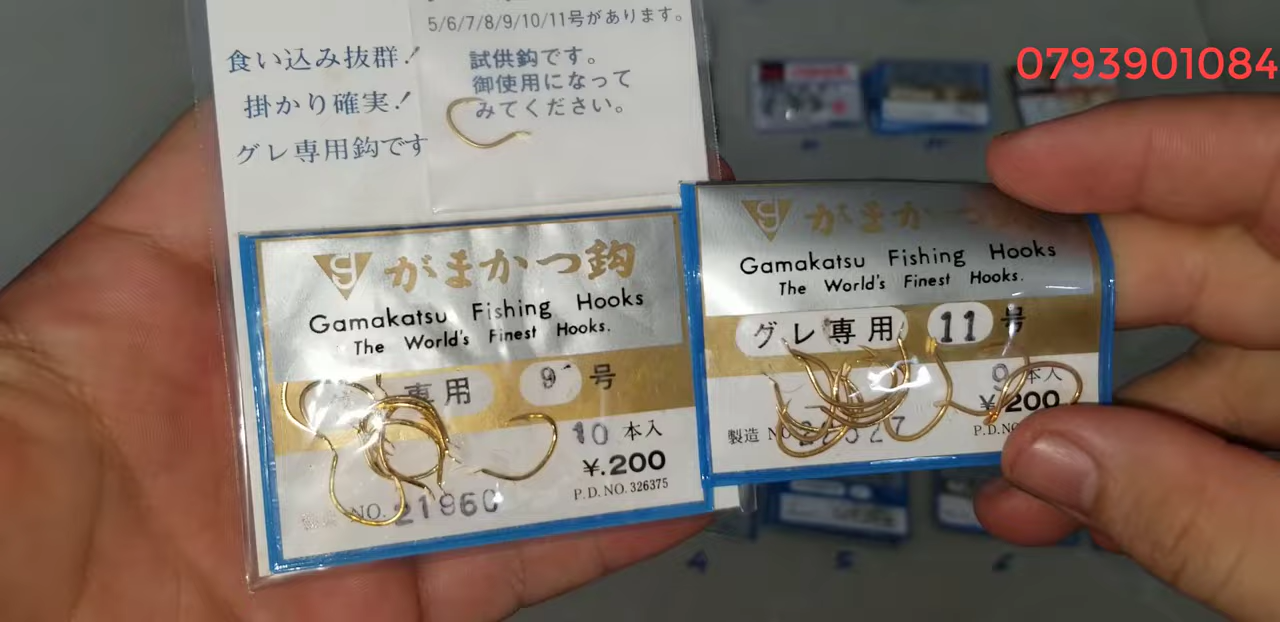 5/6/7/8/9/10/11号があります。
食い込み抜群!
掛かり確実!
グレ専用鈎です
試供鈎です。
御使用になって
みてください。
0793901084
がまかつ鈎
Gamakatsu Fishing Hooks
The World's Finest Hooks.
専用 9 号
10 本入
¥.200
NO. 21960
P.D.NO.326375
がまか
Gamakatsu Fishing Hooks
The World's Finest Hooks.
グレ専用 11 号
9 本入
¥.200
製造
P.D.NO
4
5
6